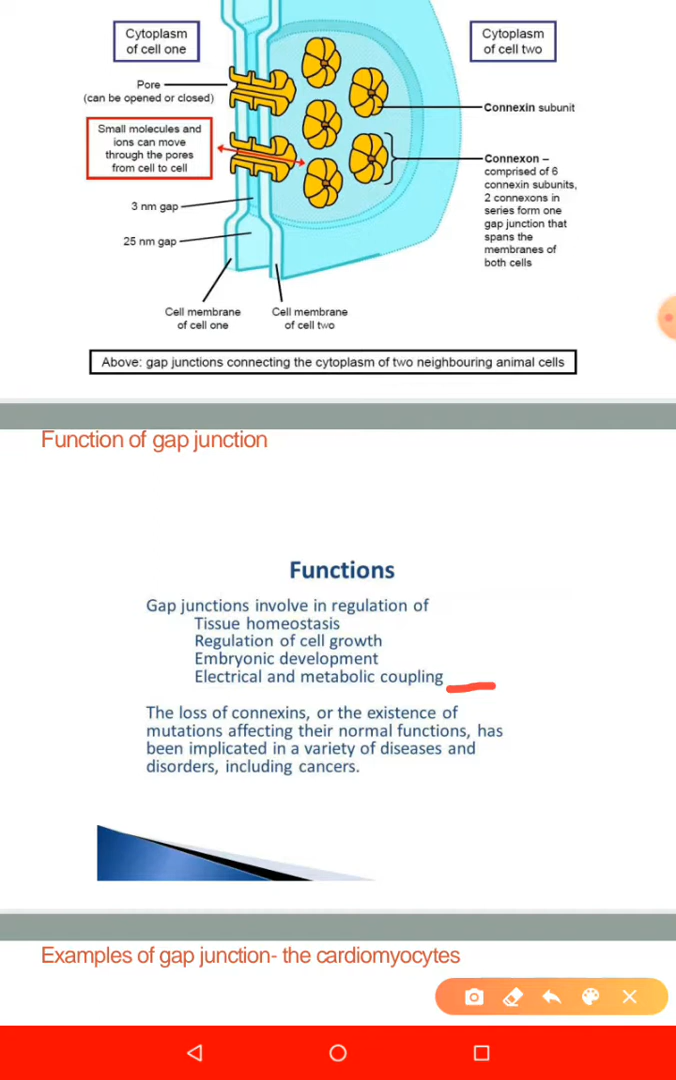 Cytoplasm
of cell one
Cytoplasm
of cell two
Pore
(can be opened or closed)
Connexin subunit
Small molecules and
ions can move
through the pores
from cell to cell
Connexon –
comprised of 6
connexin subunits,
2 connexons in
series form one
gap junction that
spans the
membranes of
both cells
3 nm gap
25 nm gap
Cell membrane
of cell one
Cell membrane
of cell two
Above: gap junctions connecting the cytoplasm of two neighbouring animal cells
Function of gap junction
Functions
Gap junctions involve in regulation of
Tissue homeostasis
Regulation of cell growth
Embryonic development
Electrical and metabolic coupling
The loss of connexins, or the existence of
mutations affecting their normal functions, has
been implicated in a variety of diseases and
disorders, including cancers.
Examples of gap junction- the cardiomyocytes